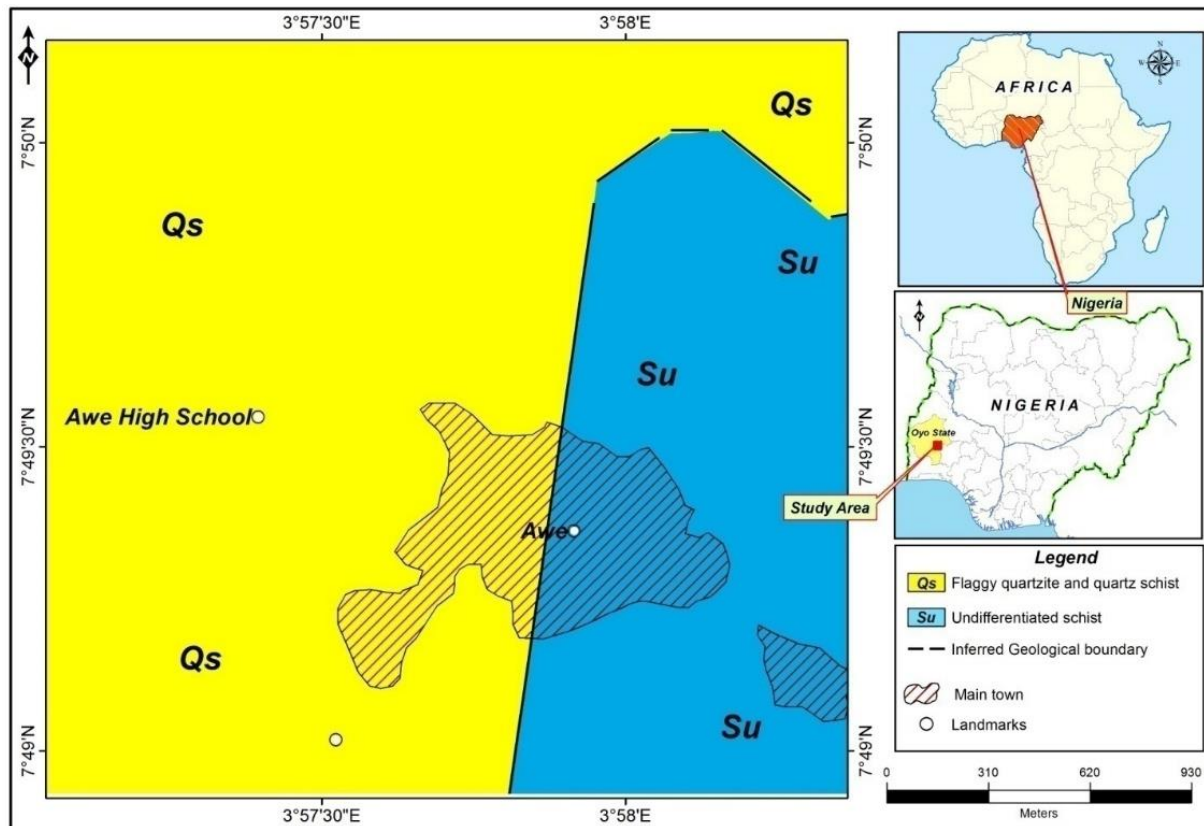 3°57'30"E
3°58'E
N
7°50'N
7°49'30"N
7°49'N
Qs
Qs
Su
Su
Awe High School
Awe
Qs
Su
3°57'30"E
3°58'E
7°50'N
7°49'30"N
7°49'N
AFRICA
N
W
E
S
Nigeria
N
NIGERIA
Oyo State
Study Area
Legend
Qs Flaggy quartzite and quartz schist
Su Undifferentiated schist
Inferred Geological boundary
Main town
Landmarks
0 310 620 930
Meters